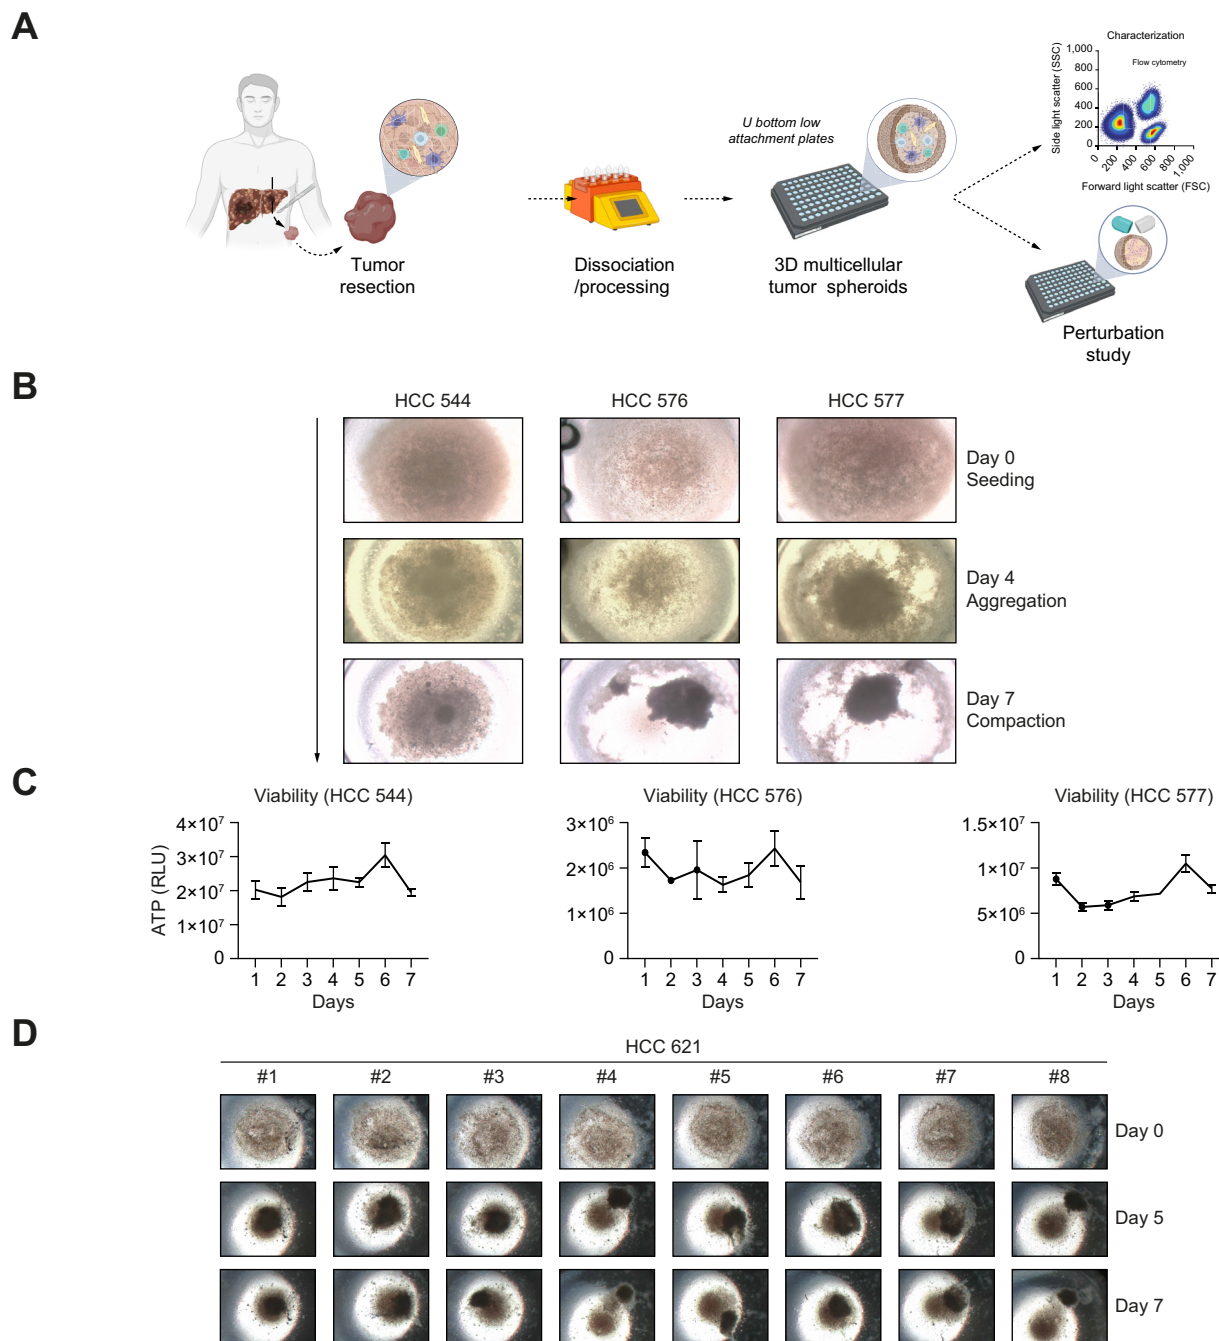 A
Characterization
Flow cytometry
Side light scatter (SSC)
1,000
800
600
400
200
0
0 200 400 600 800 1,000
Forward light scatter (FSC)
U bottom low
attachment plates
Tumor
resection
Dissociation
/processing
3D multicellular
tumor spheroids
Perturbation
study
B
HCC 544 HCC 576 HCC 577
Day 0
Seeding
Day 4
Aggregation
Day 7
Compaction
C
Viability (HCC 544)
ATP (RLU)
4×10⁷
3×10⁷
2×10⁷
1×10⁷
0
1 2 3 4 5 6 7
Days
Viability (HCC 576)
3×10⁶
2×10⁶
1×10⁶
0
1 2 3 4 5 6 7
Days
Viability (HCC 577)
1.5×10⁷
1×10⁷
5×10⁶
0
1 2 3 4 5 6 7
Days
D
HCC 621
#1 #2 #3 #4 #5 #6 #7 #8
Day 0
Day 5
Day 7